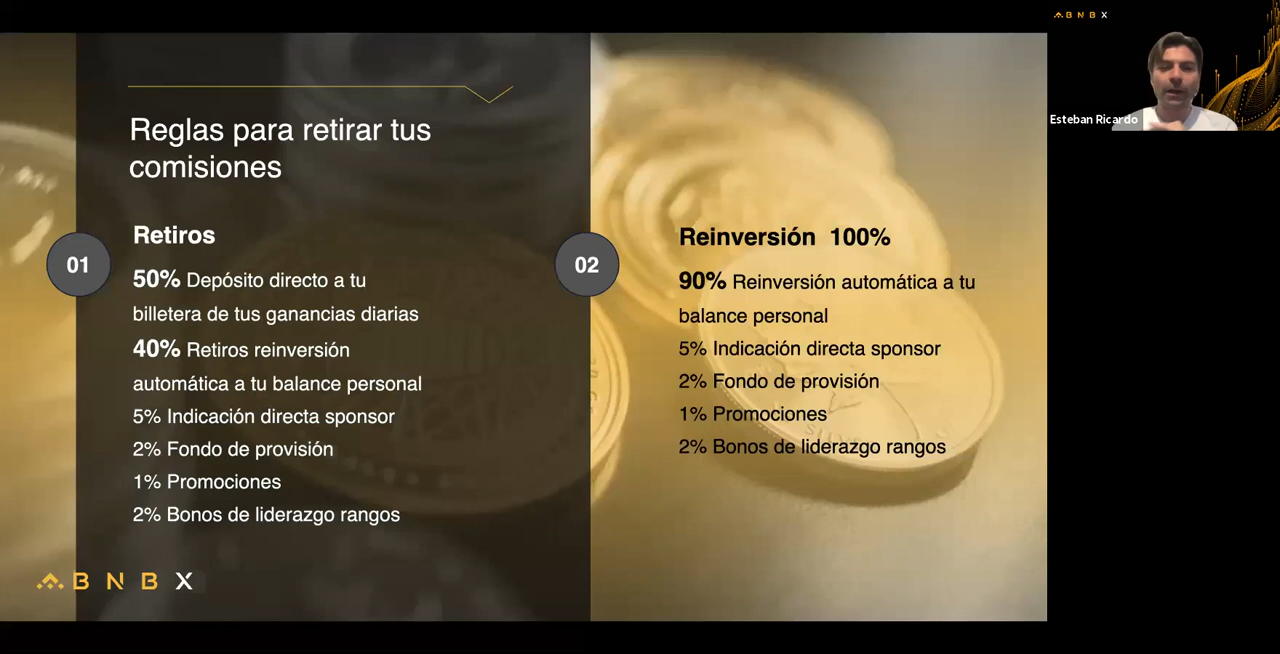 Reglas para retirar tus
comisiones
01
Retiros
50% Depósito directo a tu
billetera de tus ganancias diarias
40% Retiros reinversión
automática a tu balance personal
5% Indicación directa sponsor
2% Fondo de provisión
1% Promociones
2% Bonos de liderazgo rangos
02
Reinversión 100%
90% Reinversión automática a tu
balance personal
5% Indicación directa sponsor
2% Fondo de provisión
1% Promociones
2% Bonos de liderazgo rangos
BNBX
BNBX
Esteban Ricardo